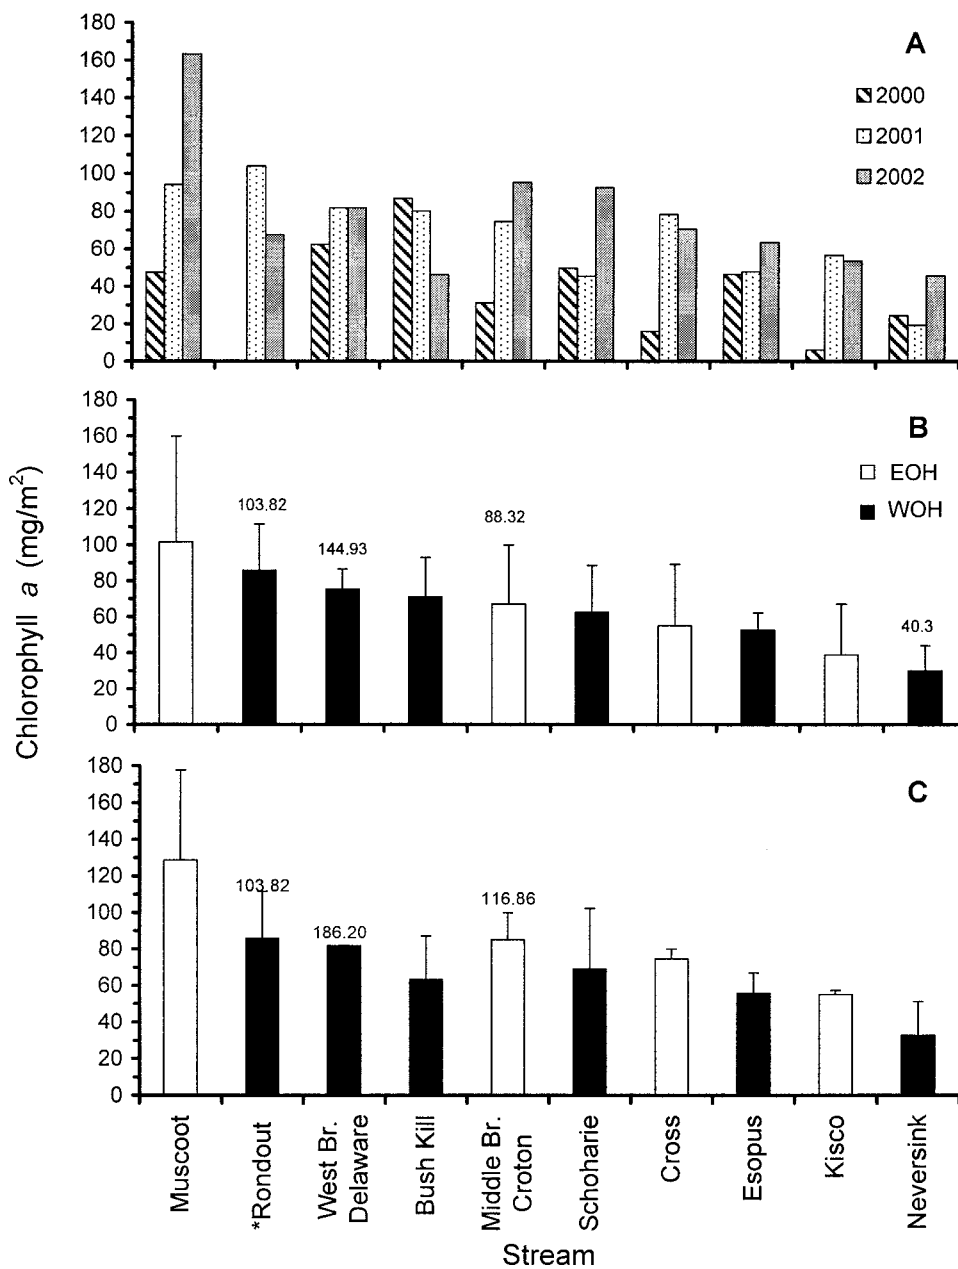 180
160
140
120
100
80
60
40
20
0
A
2000
2001
2002
Chlorophyll a (mg/m2)
180
160
140
120
100
80
60
40
20
0
B
EOH
WOH
103.82
144.93
88.32
40.3
180
160
140
120
100
80
60
40
20
0
C
103.82
186.20
116.86
Muscoot
*Rondout
West Br.
Delaware
Bush Kill
Middle Br.
Croton
Schoharie
Cross
Esopus
Kisco
Neversink
Stream